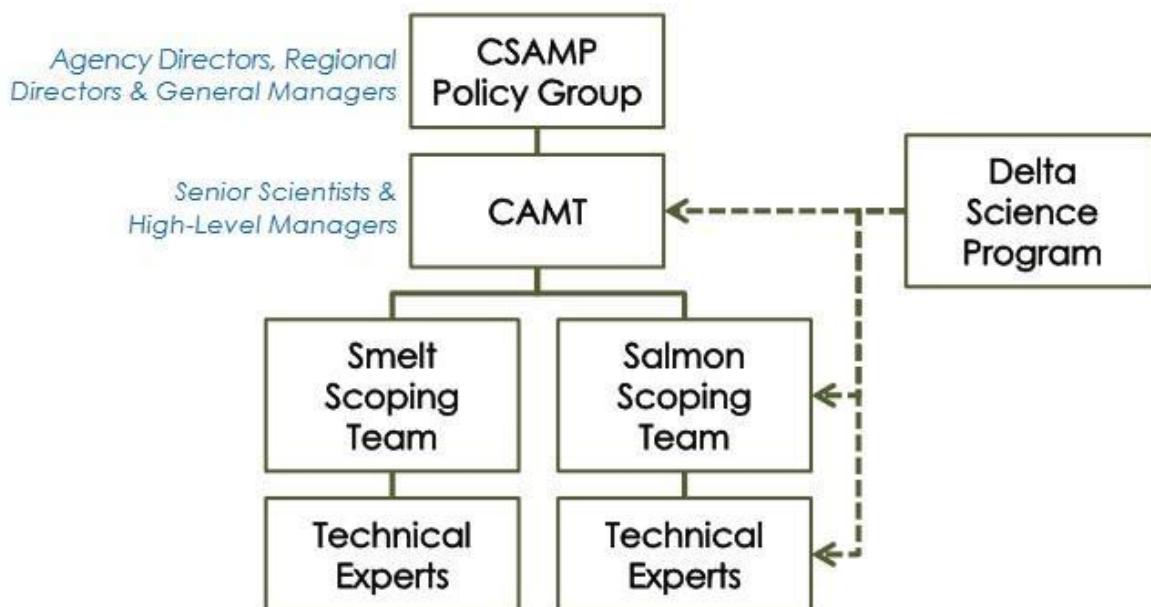 Agency Directors, Regional
Directors & General Managers
CSAMP
Policy Group
Senior Scientists &
High-Level Managers
CAMT
Delta
Science
Program
Smelt
Scoping
Team
Salmon
Scoping
Team
Technical
Experts
Technical
Experts